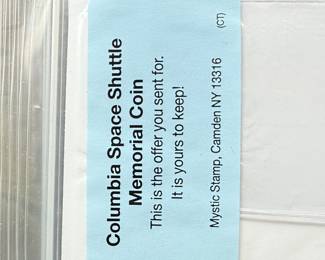 Columbia Space Shuttle
Memorial Coin
This is the offer you sent for.
It is yours to keep!
Mystic Stamp, Camden NY 13316
(CT)